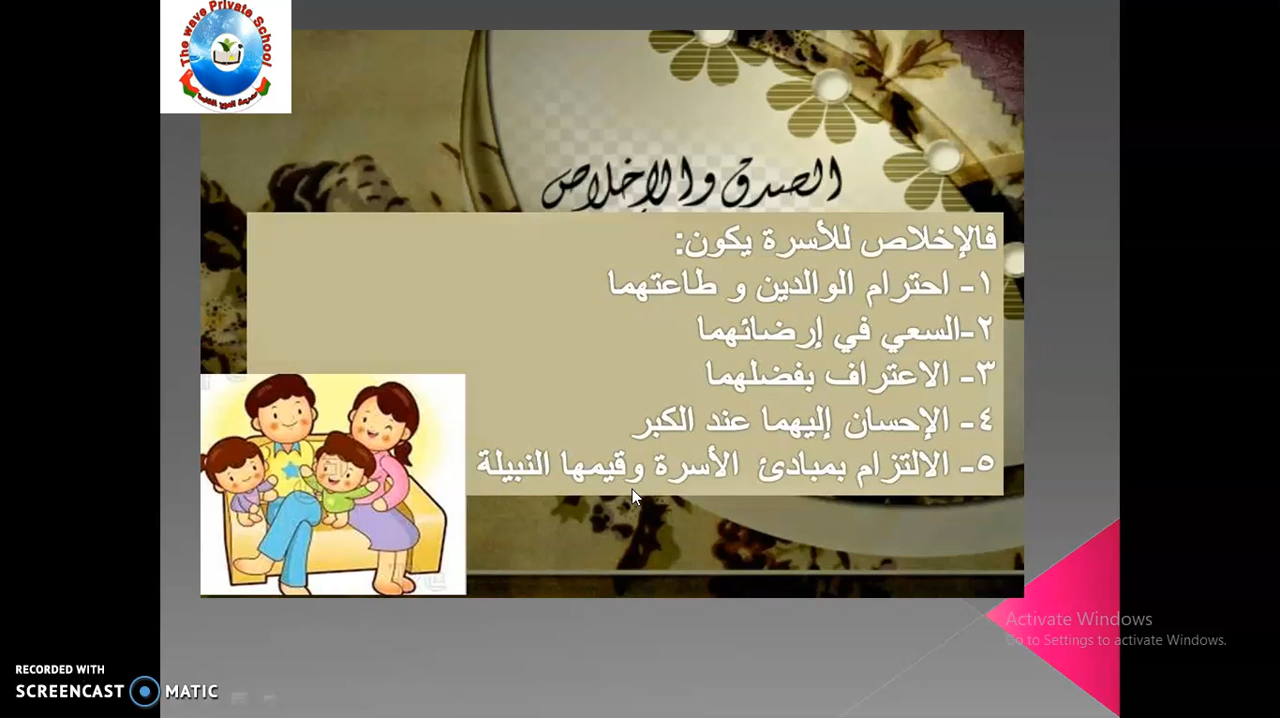 The wave Private School
الصدق والإخلاص
فالإخلاص للأسرة يكون:
١- احترام الوالدين و طاعتهما
٢-السعي في إرضائهما
٣- الاعتراف بفضلهما
٤- الإحسان إليهما عند الكبر
٥- الالتزام بمبادئ الأسرة وقيمها النبيلة
Activate Windows
Go to Settings to activate Windows.
RECORDED WITH
SCREENCAST MATIC